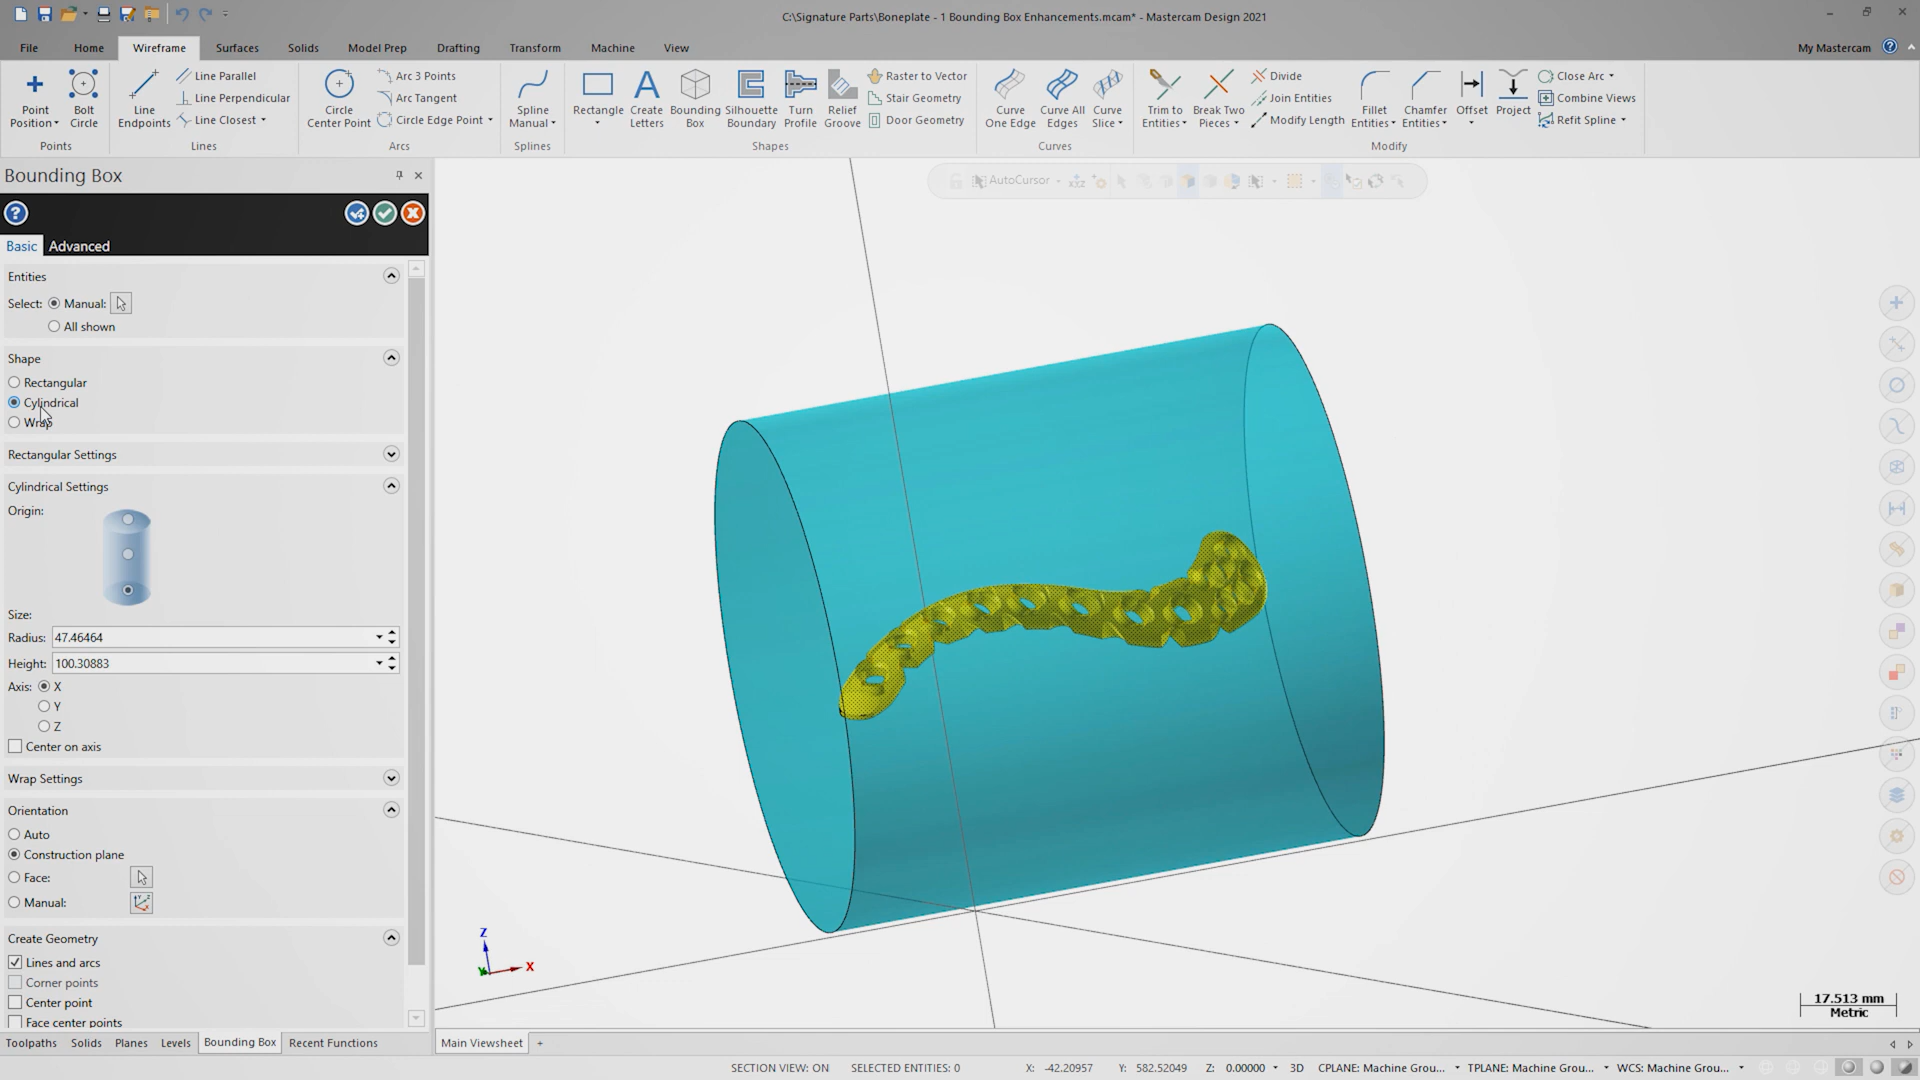 C:\Signature Parts\Boneplate - 1 Bounding Box Enhancements.mcam* - Mastercam Design 2021
File Home Wireframe Surfaces Solids Model Prep Drafting Transform Machine View My Mastercam
Point Position
Bolt Circle
Points
Line Endpoints
Line Parallel
Line Perpendicular
Line Closest
Lines
Circle Center Point
Arc 3 Points
Arc Tangent
Circle Edge Point
Arcs
Spline Manual
Splines
Rectangle
Create Letters
Bounding Box
Silhouette Boundary
Turn Profile
Relief Groove
Raster to Vector
Stair Geometry
Door Geometry
Shapes
Curve One Edge
Curve All Edges
Curve Slice
Curves
Trim to Entities
Break Two Pieces
Divide
Join Entities
Modify Length
Fillet Entities
Chamfer Entities
Offset
Project
Close Arc
Combine Views
Refit Spline
Modify
Bounding Box
AutoCursor
Basic Advanced
Entities
Select: Manual:
All shown
Shape
Rectangular
Cylindrical
Wrap
Rectangular Settings
Cylindrical Settings
Origin:
Size:
Radius: 47.46464
Height: 100.30883
Axis: X
Y
Z
Center on axis
Wrap Settings
Orientation
Auto
Construction plane
Face:
Manual:
Create Geometry
Lines and arcs
Corner points
Center point
Face center points
Z
Y X
17.513 mm
Metric
Toolpaths Solids Planes Levels Bounding Box Recent Functions Main Viewsheet +
SECTION VIEW: ON SELECTED ENTITIES: 0 X: -42.20957 Y: 582.52049 Z: 0.00000 3D CPLANE: Machine Grou... TPLANE: Machine Grou... WCS: Machine Grou...